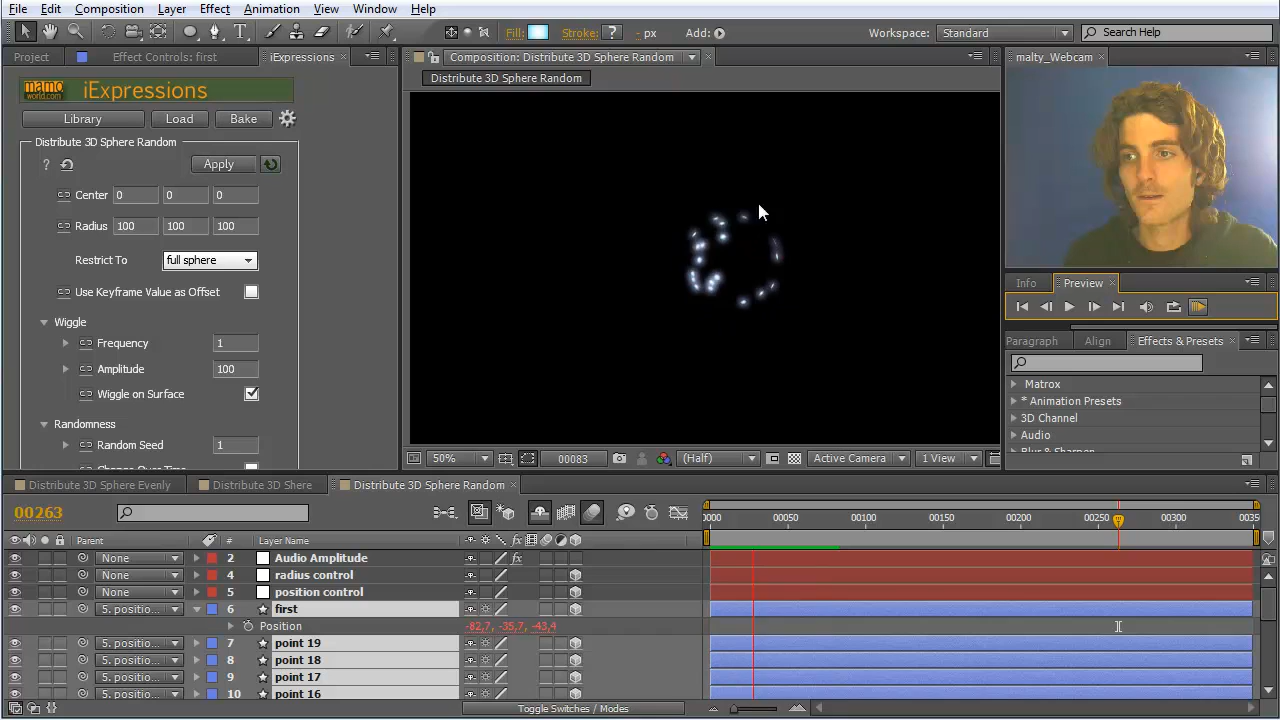 File Edit Composition Layer Effect Animation View Window Help
Fill: Stroke: ? - px Add: Workspace: Standard Search Help
Project Effect Controls: first iExpressions Composition: Distribute 3D Sphere Random malty_Webcam
Distribute 3D Sphere Random
mamo world.com iExpressions
Library Load Bake
Distribute 3D Sphere Random
? Apply
Center 0 0 0
Radius 100 100 100
Restrict To full sphere
Use Keyframe Value as Offset
Wiggle
Frequency 1
Amplitude 100
Wiggle on Surface
Randomness
Random Seed 1
Change Over Time
Info Preview
Paragraph Align Effects & Presets
Matrox
* Animation Presets
3D Channel
Audio
Blur & Sharpen
50% 00083 (Half) Active Camera 1 View
Distribute 3D Sphere Evenly Distribute 3D Shere Distribute 3D Sphere Random
00263
0000 00050 00100 00150 00200 00250 00300 0035
Parent # Layer Name
None 2 Audio Amplitude
None 4 radius control
None 5 position control
5. positio... 6 first
Position -82,7, -35,7, -43,4
5. positio... 7 point 19
5. positio... 8 point 18
5. positio... 9 point 17
5. positio... 10 point 16
Toggle Switches / Modes